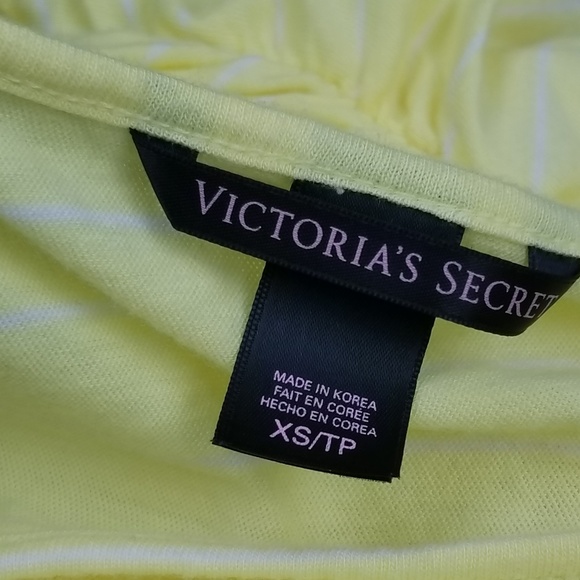 VICTORIA'S SECRET
MADE IN KOREA
FAIT EN CORÉE
HECHO EN COREA
XS/TP